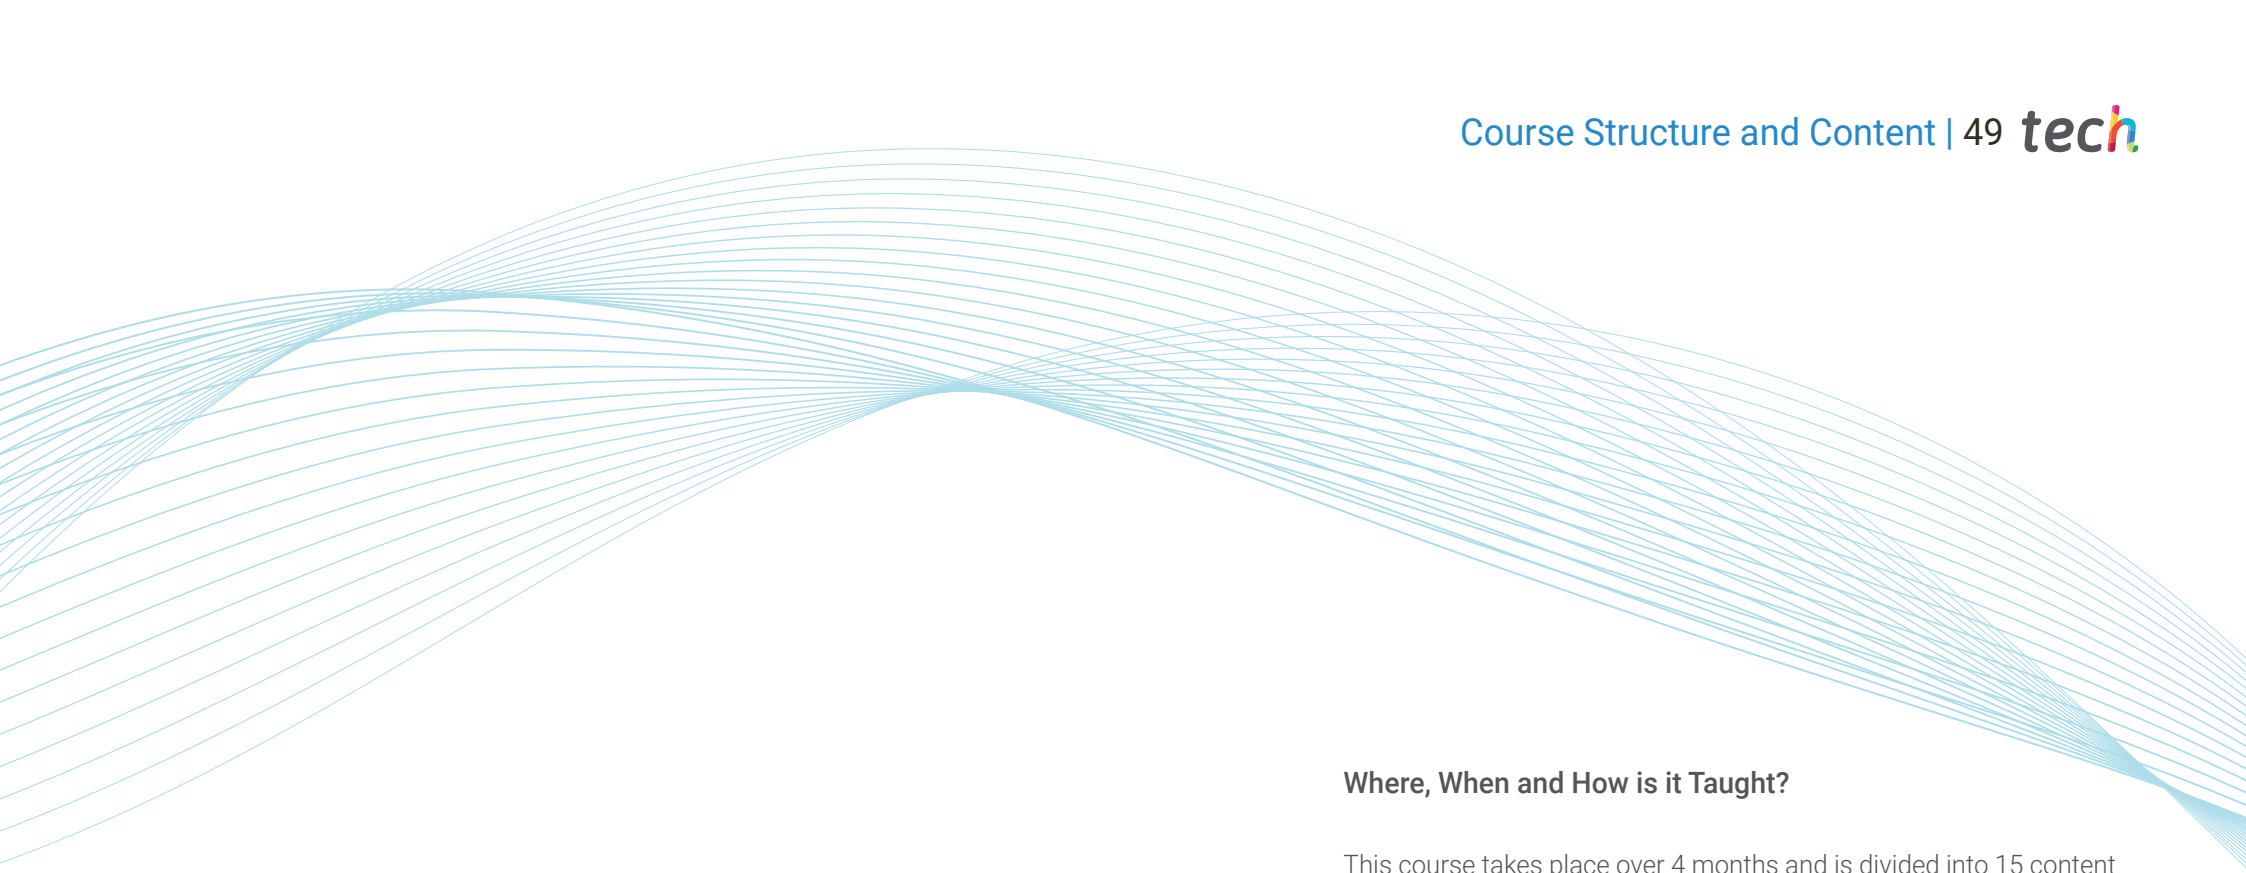 Course Structure and Content | 49 tech
Where, When and How is it Taught?
This course takes place over 4 months and is divided into 15 content